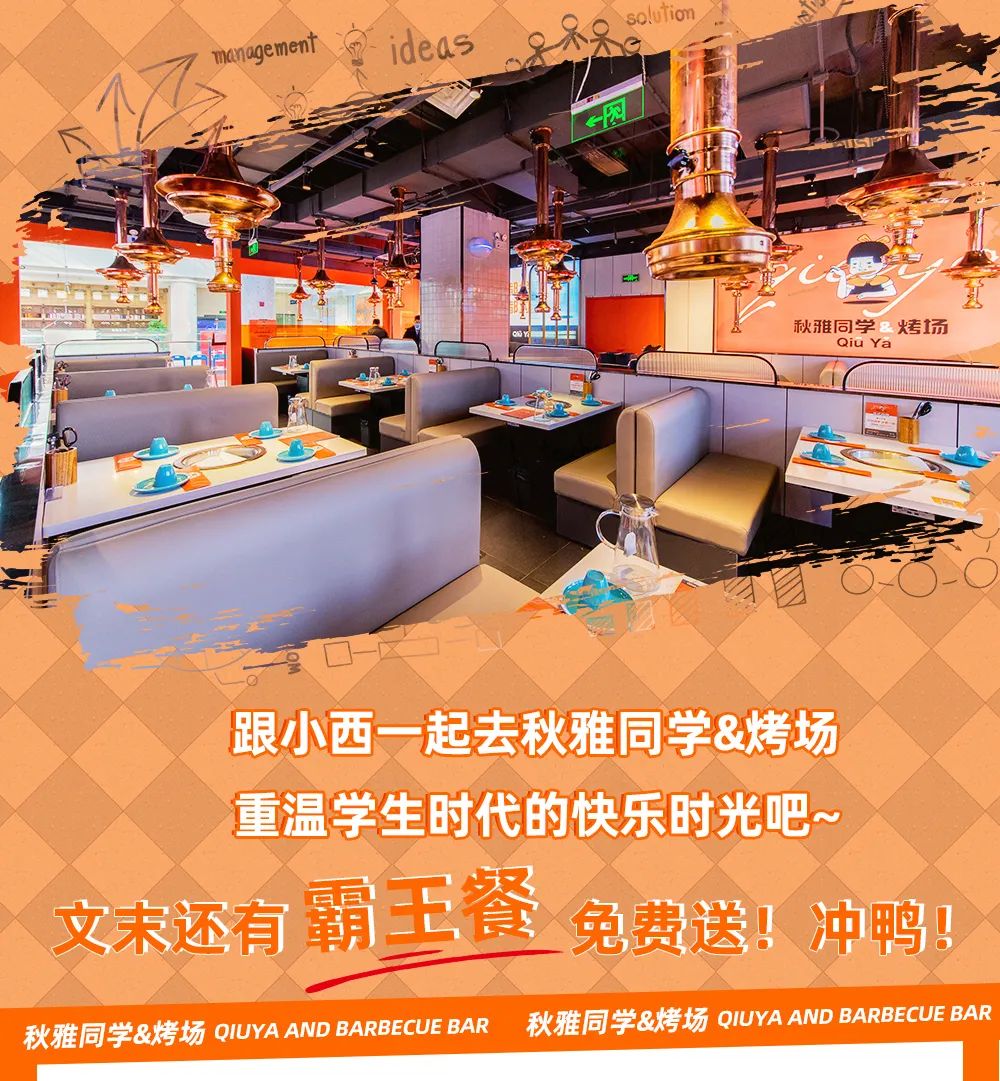 management
ideas
solution
qiuya
秋雅同学&烤场
Qiu Ya
跟小西一起去秋雅同学&烤场
重温学生时代的快乐时光吧~
文末还有霸王餐免费送！冲鸭！
秋雅同学&烤场 QIUYA AND BARBECUE BAR 秋雅同学&烤场 QIUYA AND BARBECUE BAR